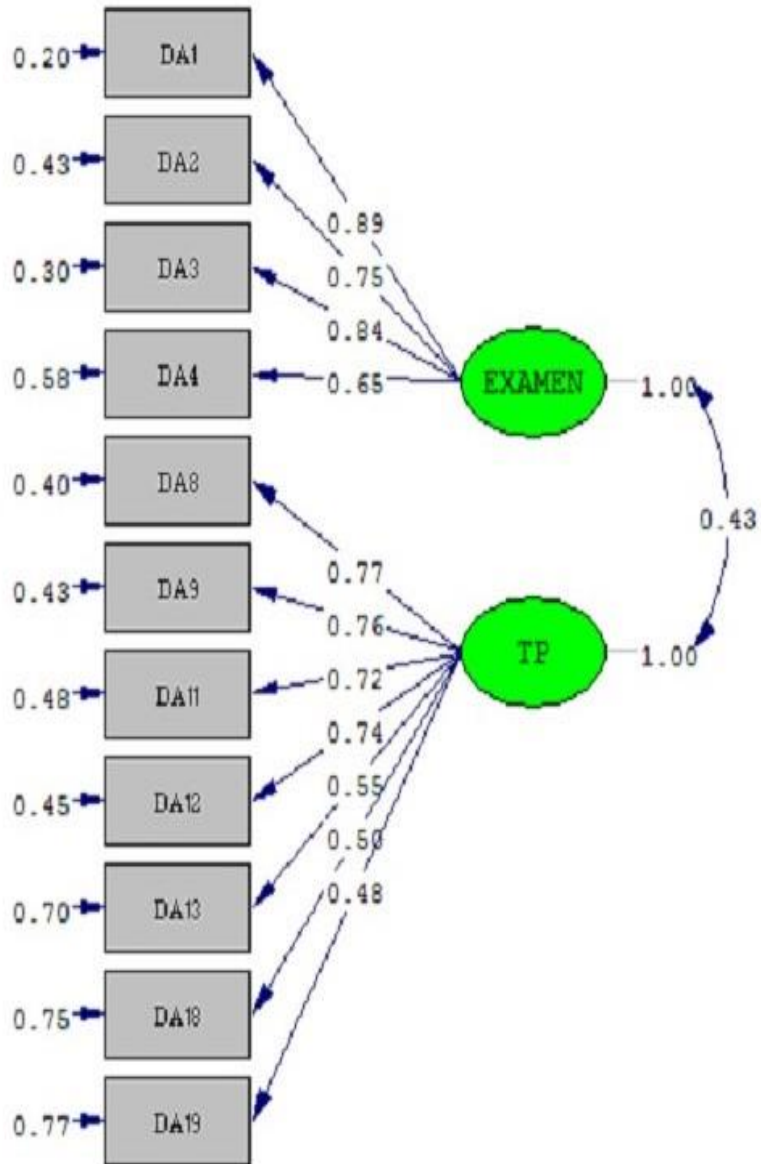 0.20 DA1
0.43 DA2
0.89
0.75
0.30 DA3
0.84
0.58 DA4 0.65 EXAMEN 1.00
0.40 DA8
0.43
0.77
0.43 DA9
0.76
0.48 DA11 0.72 TP 1.00
0.74
0.45 DA12
0.55
0.50
0.70 DA13
0.48
0.75 DA18
0.77 DA19